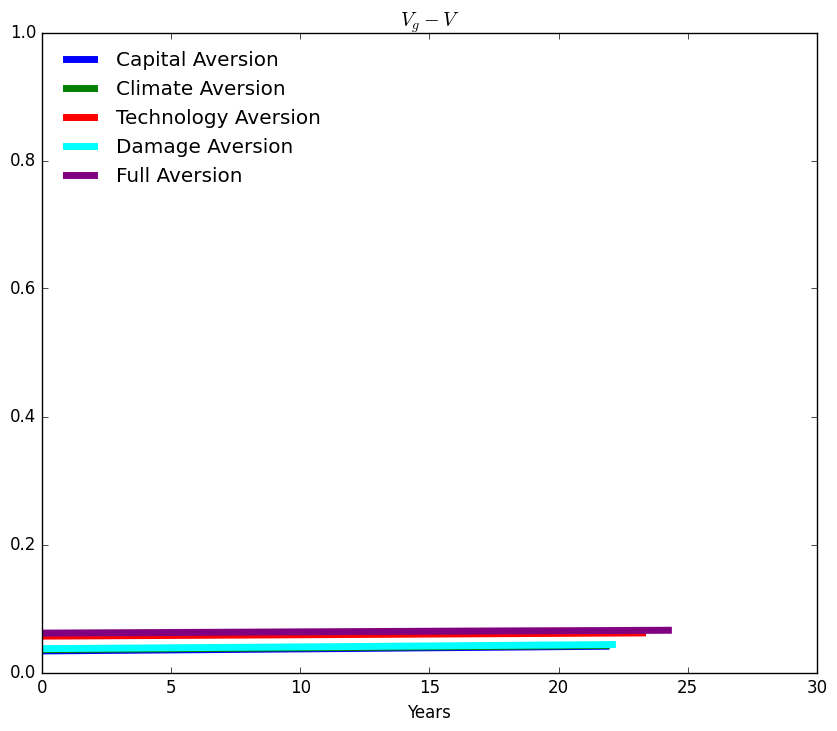 V_g − V
1.0
Capital Aversion
Climate Aversion
Technology Aversion
Damage Aversion
Full Aversion
0.8
0.6
0.4
0.2
0.0
0 5 10 15 20 25 30
Years